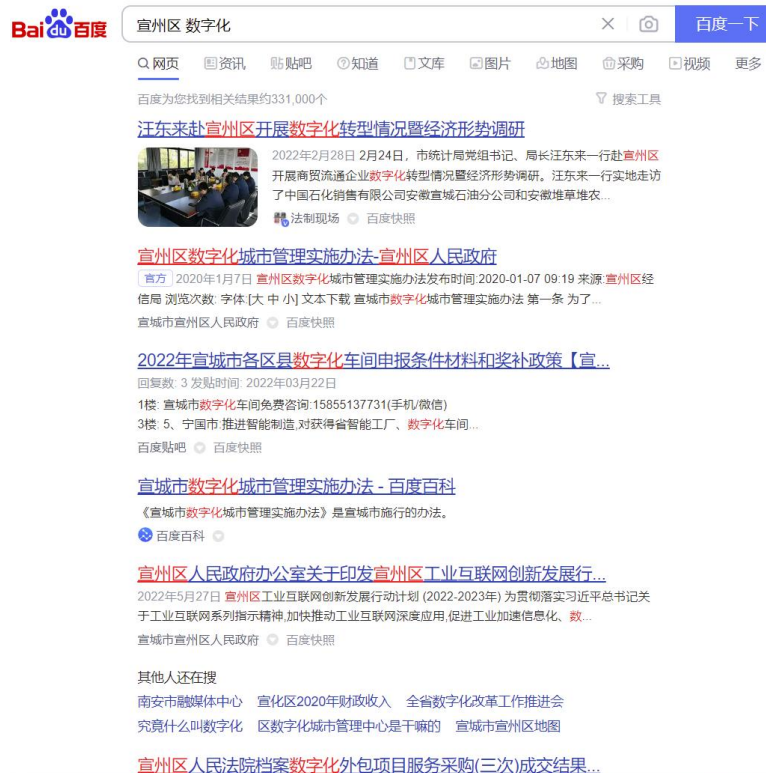 Bai du 百度
宣州区 数字化
百度一下
网页 资讯 贴吧 知道 文库 图片 地图 采购 视频 更多
百度为您找到相关结果约331,000个 搜索工具
汪东来赴宣州区开展数字化转型情况暨经济形势调研
2022年2月28日 2月24日，市统计局党组书记、局长汪东来一行赴宣州区
开展商贸流通企业数字化转型情况暨经济形势调研。汪东来一行实地走访
了中国石化销售有限公司安徽宣城石油分公司和安徽堆草堆农...
法制现场 百度快照
宣州区数字化城市管理实施办法-宣州区人民政府
官方 2020年1月7日 宣州区数字化城市管理实施办法发布时间:2020-01-07 09:19 来源:宣州区经
信局 浏览次数: 字体:[大 中 小] 文本下载 宣城市数字化城市管理实施办法 第一条 为了...
宣城市宣州区人民政府 百度快照
2022年宣城市各区县数字化车间申报条件材料和奖补政策【宣...
回复数: 3 发贴时间: 2022年03月22日
1楼: 宣城市数字化车间免费咨询:15855137731(手机/微信)
3楼: 5、宁国市:推进智能制造,对获得省智能工厂、数字化车间...
百度贴吧 百度快照
宣城市数字化城市管理实施办法 - 百度百科
《宣城市数字化城市管理实施办法》是宣城市施行的办法。
百度百科
宣州区人民政府办公室关于印发宣州区工业互联网创新发展行...
2022年5月27日 宣州区工业互联网创新发展行动计划 (2022-2023年) 为贯彻落实习近平总书记关
于工业互联网系列指示精神,加快推动工业互联网深度应用,促进工业加速信息化、数...
宣城市宣州区人民政府 百度快照
其他人还在搜
南安市融媒体中心 宣化区2020年财政收入 全省数字化改革工作推进会
究竟什么叫数字化 区数字化城市管理中心是干嘛的 宣城市宣州区地图
宣州区人民法院档案数字化外包项目服务采购(三次)成交结果...